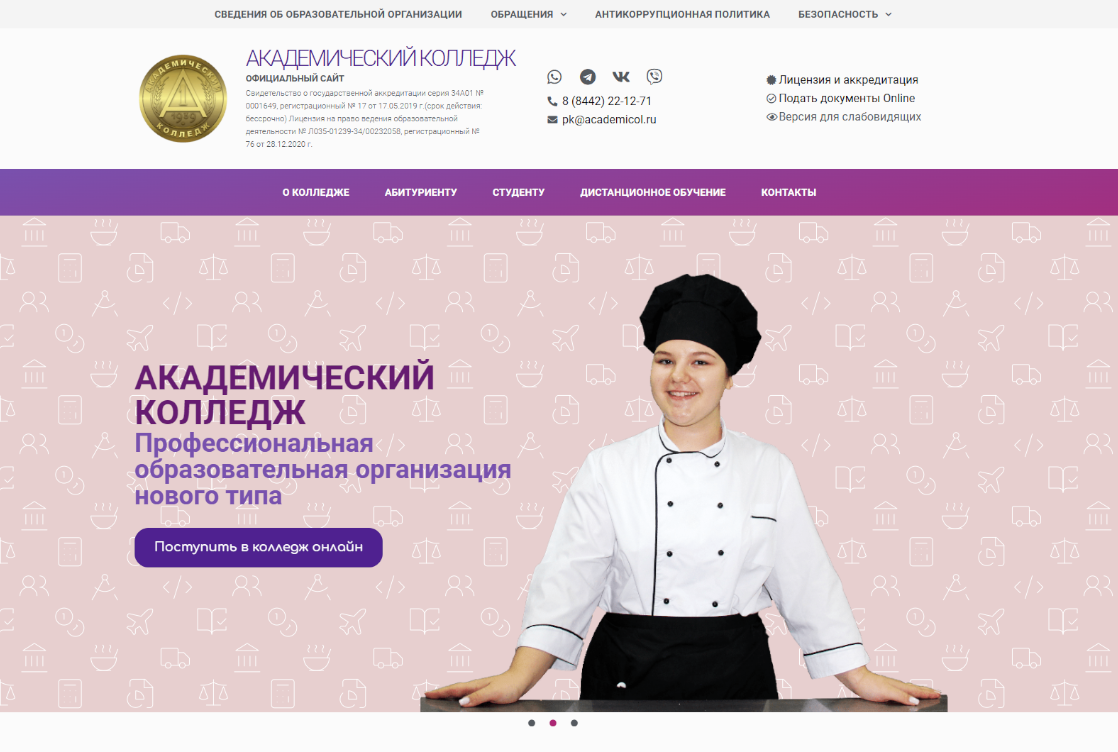 СВЕДЕНИЯ ОБ ОБРАЗОВАТЕЛЬНОЙ ОРГАНИЗАЦИИ ОБРАЩЕНИЯ АНТИКОРРУПЦИОННАЯ ПОЛИТИКА БЕЗОПАСНОСТЬ
АКАДЕМИЧЕСКИЙ
1989
КОЛЛЕДЖ
АКАДЕМИЧЕСКИЙ КОЛЛЕДЖ
ОФИЦИАЛЬНЫЙ САЙТ
Свидетельство о государственной аккредитации серия 34А01 №
0001649, регистрационный № 17 от 17.05.2019 г.(срок действия:
бессрочно) Лицензия на право ведения образовательной
деятельности № Л035-01239-34/00232058, регистрационный №
76 от 28.12.2020 г.
8 (8442) 22-12-71
pk@academicol.ru
Лицензия и аккредитация
Подать документы Online
Версия для слабовидящих
О КОЛЛЕДЖЕ АБИТУРИЕНТУ СТУДЕНТУ ДИСТАНЦИОННОЕ ОБУЧЕНИЕ КОНТАКТЫ
АКАДЕМИЧЕСКИЙ
КОЛЛЕДЖ
Профессиональная
образовательная организация
нового типа
Поступить в колледж онлайн